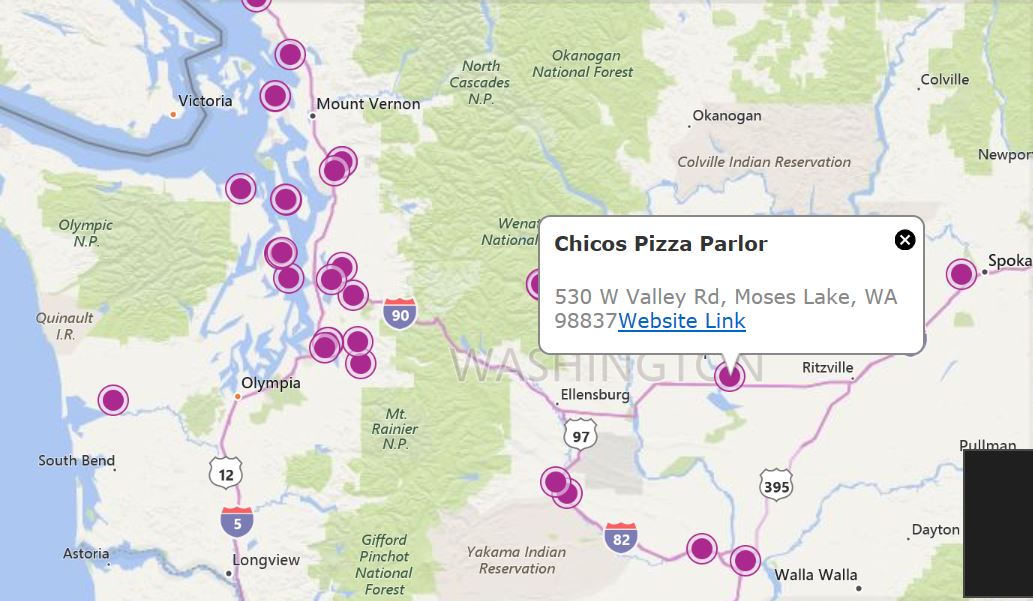 Victoria
Mount Vernon
North
Cascades
N.P.
Okanogan
National Forest
Colville
Okanogan
Colville Indian Reservation
Newport
Olympic
N.P.
Wenat
National
Chicos Pizza Parlor
530 W Valley Rd, Moses Lake, WA
98837Website Link
Spoka
Quinault
I.R.
90
WASHINGTON
Ritzville
Olympia
Ellensburg
Mt.
Rainier
N.P.
97
Pullman
South Bend
12
395
5
82
Dayton
Astoria
Longview
Gifford
Pinchot
National
Forest
Yakama Indian
Reservation
Walla Walla